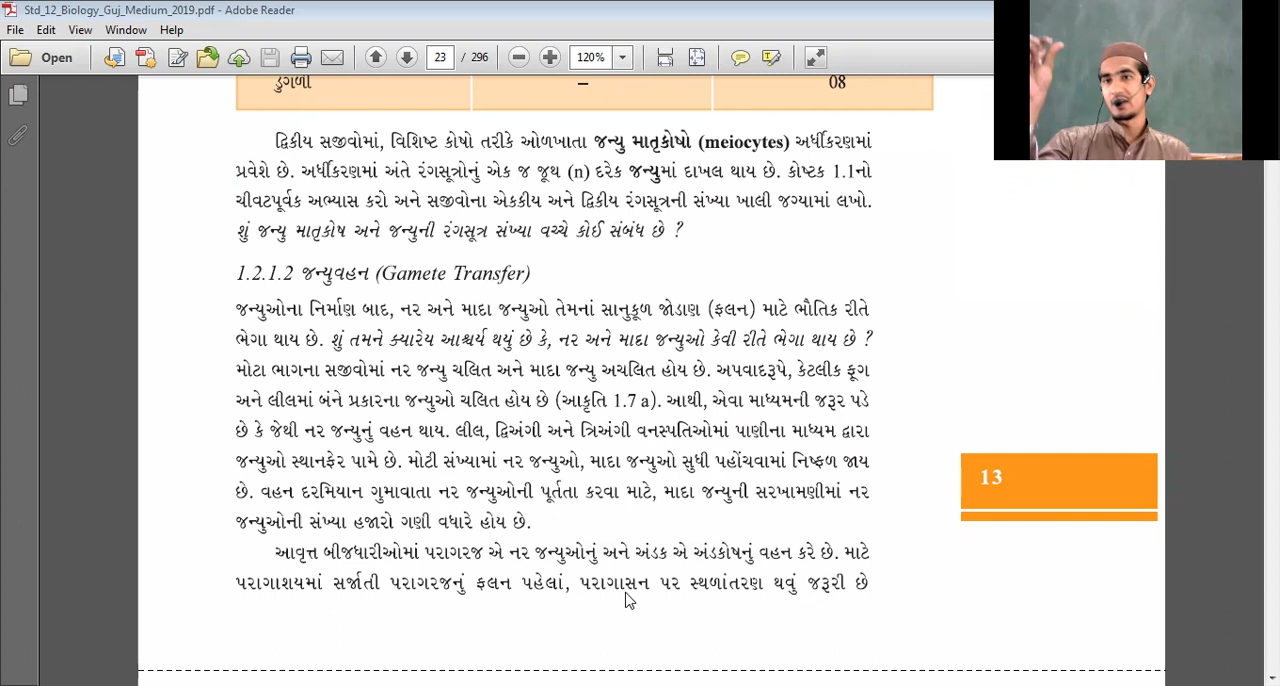 Std_12_Biology_Guj_Medium_2019.pdf - Adobe Reader
File Edit View Window Help
Open 23 / 296 120%
ડુંગળી – 08
દ્વિકીય સજીવોમાં, વિશિષ્ટ કોષો તરીકે ઓળખાતા જન્યુ માતૃકોષો (meiocytes) અર્ધીકરણમાં
પ્રવેશે છે. અર્ધીકરણમાં અંતે રંગસૂત્રોનું એક જ જૂથ (n) દરેક જન્યુમાં દાખલ થાય છે. કોષ્ટક 1.1નો
ચીવટપૂર્વક અભ્યાસ કરો અને સજીવોના એકકીય અને દ્વિકીય રંગસૂત્રની સંખ્યા ખાલી જગ્યામાં લખો.
શું જન્યુ માતૃકોષ અને જન્યુની રંગસૂત્ર સંખ્યા વચ્ચે કોઈ સંબંધ છે ?
1.2.1.2 જન્યુવહન (Gamete Transfer)
જન્યુઓના નિર્માણ બાદ, નર અને માદા જન્યુઓ તેમનાં સાનુકૂળ જોડાણ (ફલન) માટે ભૌતિક રીતે
ભેગા થાય છે. શું તમને ક્યારેય આશ્ચર્ય થયું છે કે, નર અને માદા જન્યુઓ કેવી રીતે ભેગા થાય છે ?
મોટા ભાગના સજીવોમાં નર જન્યુ ચલિત અને માદા જન્યુ અચલિત હોય છે. અપવાદરૂપે, કેટલીક ફૂગ
અને લીલમાં બંને પ્રકારના જન્યુઓ ચલિત હોય છે (આકૃતિ 1.7 a). આથી, એવા માધ્યમની જરૂર પડે
છે કે જેથી નર જન્યુનું વહન થાય. લીલ, દ્વિઅંગી અને ત્રિઅંગી વનસ્પતિઓમાં પાણીના માધ્યમ દ્વારા
જન્યુઓ સ્થાનફેર પામે છે. મોટી સંખ્યામાં નર જન્યુઓ, માદા જન્યુઓ સુધી પહોંચવામાં નિષ્ફળ જાય
છે. વહન દરમિયાન ગુમાવાતા નર જન્યુઓની પૂર્તતા કરવા માટે, માદા જન્યુની સરખામણીમાં નર
જન્યુઓની સંખ્યા હજારો ગણી વધારે હોય છે.
13
આવૃત્ત બીજધારીઓમાં પરાગરજ એ નર જન્યુઓનું અને અંડક એ અંડકોષનું વહન કરે છે. માટે
પરાગાશયમાં સર્જાતી પરાગરજનું ફલન પહેલાં, પરાગાસન પર સ્થળાંતરણ થવું જરૂરી છે